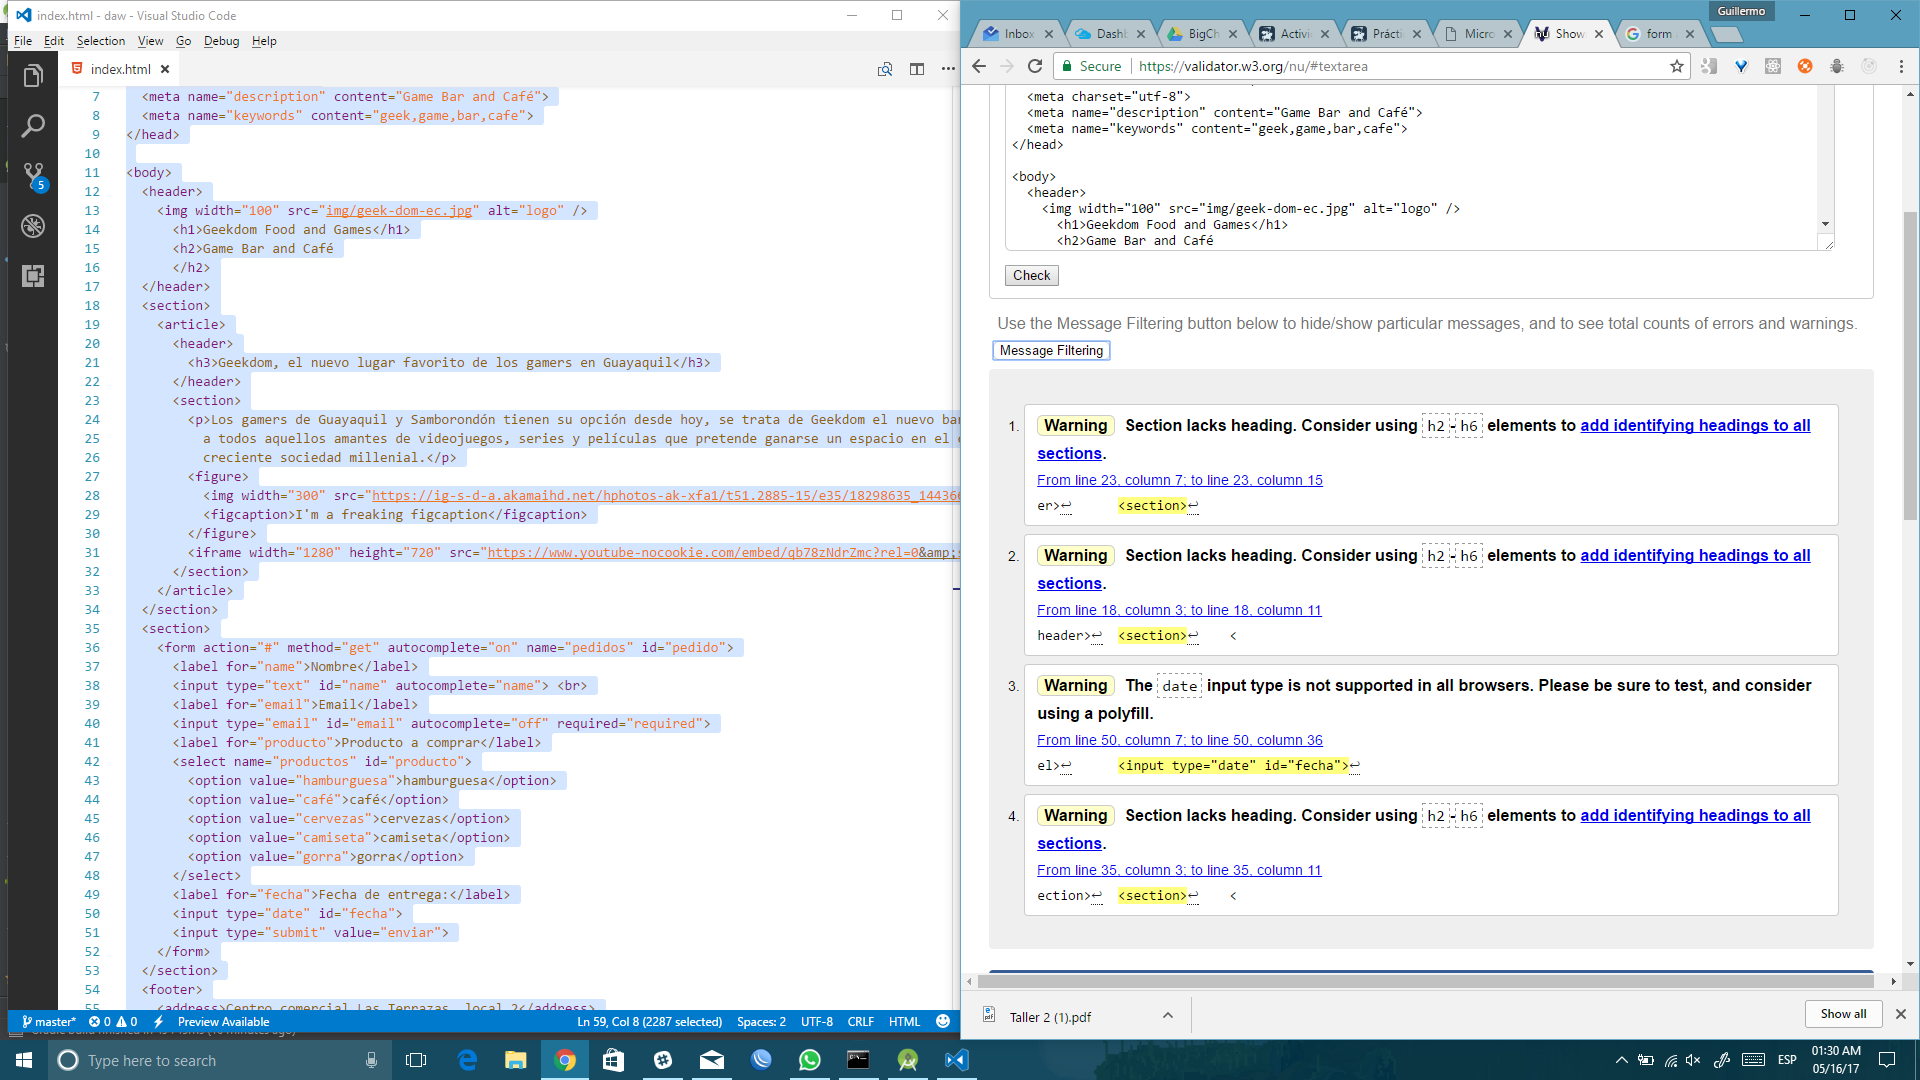 index.html - daw - Visual Studio Code
File Edit Selection View Go Debug Help
index.html
5
7 <meta name="description" content="Game Bar and Café">
8 <meta name="keywords" content="geek,game,bar,cafe">
9 </head>
10
11 <body>
12 <header>
13 <img width="100" src="img/geek-dom-ec.jpg" alt="logo" />
14 <h1>Geekdom Food and Games</h1>
15 <h2>Game Bar and Café
16 </h2>
17 </header>
18 <section>
19 <article>
20 <header>
21 <h3>Geekdom, el nuevo lugar favorito de los gamers en Guayaquil</h3>
22 </header>
23 <section>
24 <p>Los gamers de Guayaquil y Samborondón tienen su opción desde hoy, se trata de Geekdom el nuevo bar
25 a todos aquellos amantes de videojuegos, series y películas que pretende ganarse un espacio en el
26 creciente sociedad millenial.</p>
27 <figure>
28 <img width="300" src="https://ig-s-d-a.akamaihd.net/hphotos-ak-xfa1/t51.2885-15/e35/18298635_14436
29 <figcaption>I'm a freaking figcaption</figcaption>
30 </figure>
31 <iframe width="1280" height="720" src="https://www.youtube-nocookie.com/embed/qb78zNdrZmc?rel=0&amp;
32 </section>
33 </article>
34 </section>
35 <section>
36 <form action="#" method="get" autocomplete="on" name="pedidos" id="pedido">
37 <label for="name">Nombre</label>
38 <input type="text" id="name" autocomplete="name"> <br>
39 <label for="email">Email</label>
40 <input type="email" id="email" autocomplete="off" required="required">
41 <label for="producto">Producto a comprar</label>
42 <select name="productos" id="producto">
43 <option value="hamburguesa">hamburguesa</option>
44 <option value="café">café</option>
45 <option value="cervezas">cervezas</option>
46 <option value="camiseta">camiseta</option>
47 <option value="gorra">gorra</option>
48 </select>
49 <label for="fecha">Fecha de entrega:</label>
50 <input type="date" id="fecha">
51 <input type="submit" value="enviar">
52 </form>
53 </section>
54 <footer>
55 <address>Centro comercial Las Terrazas, local 2</address>
master* 0 0 Preview Available Ln 59, Col 8 (2287 selected) Spaces: 2 UTF-8 CRLF HTML
Guillermo
Inbox Dashb BigCh Activi Prácti Micro Show form
Secure https://validator.w3.org/nu/#textarea
<meta charset="utf-8">
<meta name="description" content="Game Bar and Café">
<meta name="keywords" content="geek,game,bar,cafe">
</head>
<body>
<header>
<img width="100" src="img/geek-dom-ec.jpg" alt="logo" />
<h1>Geekdom Food and Games</h1>
<h2>Game Bar and Café
Check
Use the Message Filtering button below to hide/show particular messages, and to see total counts of errors and warnings.
Message Filtering
1. Warning Section lacks heading. Consider using h2-h6 elements to add identifying headings to all
sections.
From line 23, column 7; to line 23, column 15
er>↩ <section>↩
2. Warning Section lacks heading. Consider using h2-h6 elements to add identifying headings to all
sections.
From line 18, column 3; to line 18, column 11
header>↩ <section>↩ <
3. Warning The date input type is not supported in all browsers. Please be sure to test, and consider
using a polyfill.
From line 50, column 7; to line 50, column 36
el>↩ <input type="date" id="fecha">↩
4. Warning Section lacks heading. Consider using h2-h6 elements to add identifying headings to all
sections.
From line 35, column 3; to line 35, column 11
ection>↩ <section>↩ <
Taller 2 (1).pdf
Show all
Type here to search
ESP
01:30 AM
05/16/17